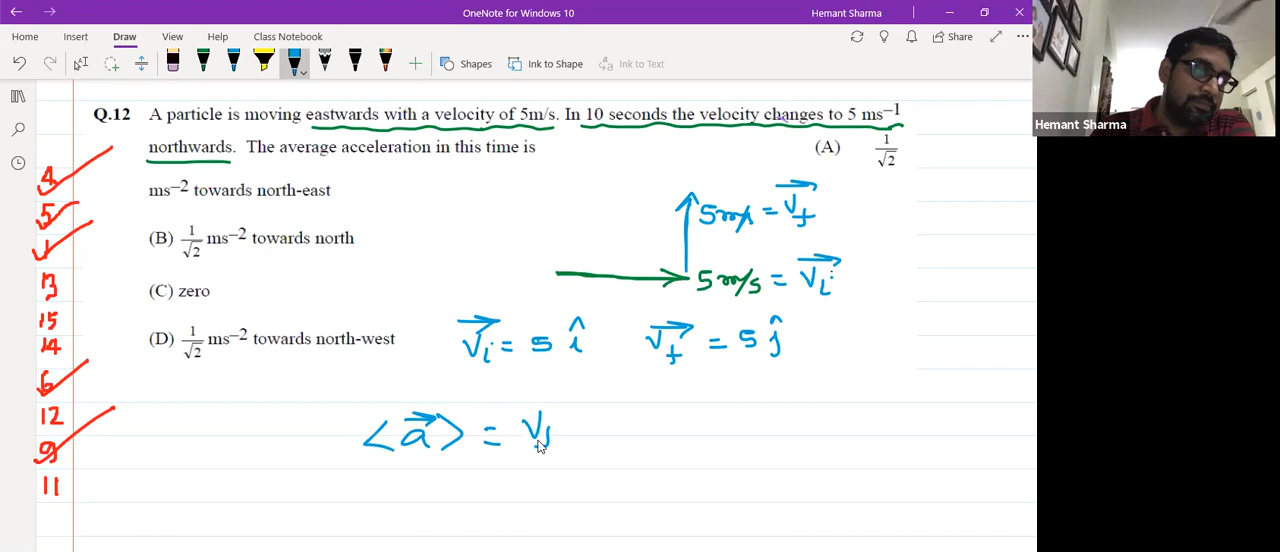 OneNote for Windows 10
Hemant Sharma
Home Insert Draw View Help Class Notebook
Share
Shapes Ink to Shape Ink to Text
Hemant Sharma
Q.12 A particle is moving eastwards with a velocity of 5m/s. In 10 seconds the velocity changes to 5 ms–1
northwards. The average acceleration in this time is (A) 1/√2
ms–2 towards north-east
(B) 1/√2 ms–2 towards north
(C) zero
(D) 1/√2 ms–2 towards north-west
4
5
1
3
15
14
6
12
9
11
5m/s = V⃗f
5m/s = V⃗i
V⃗i = 5 î V⃗f = 5 ĵ
<a⃗> = V